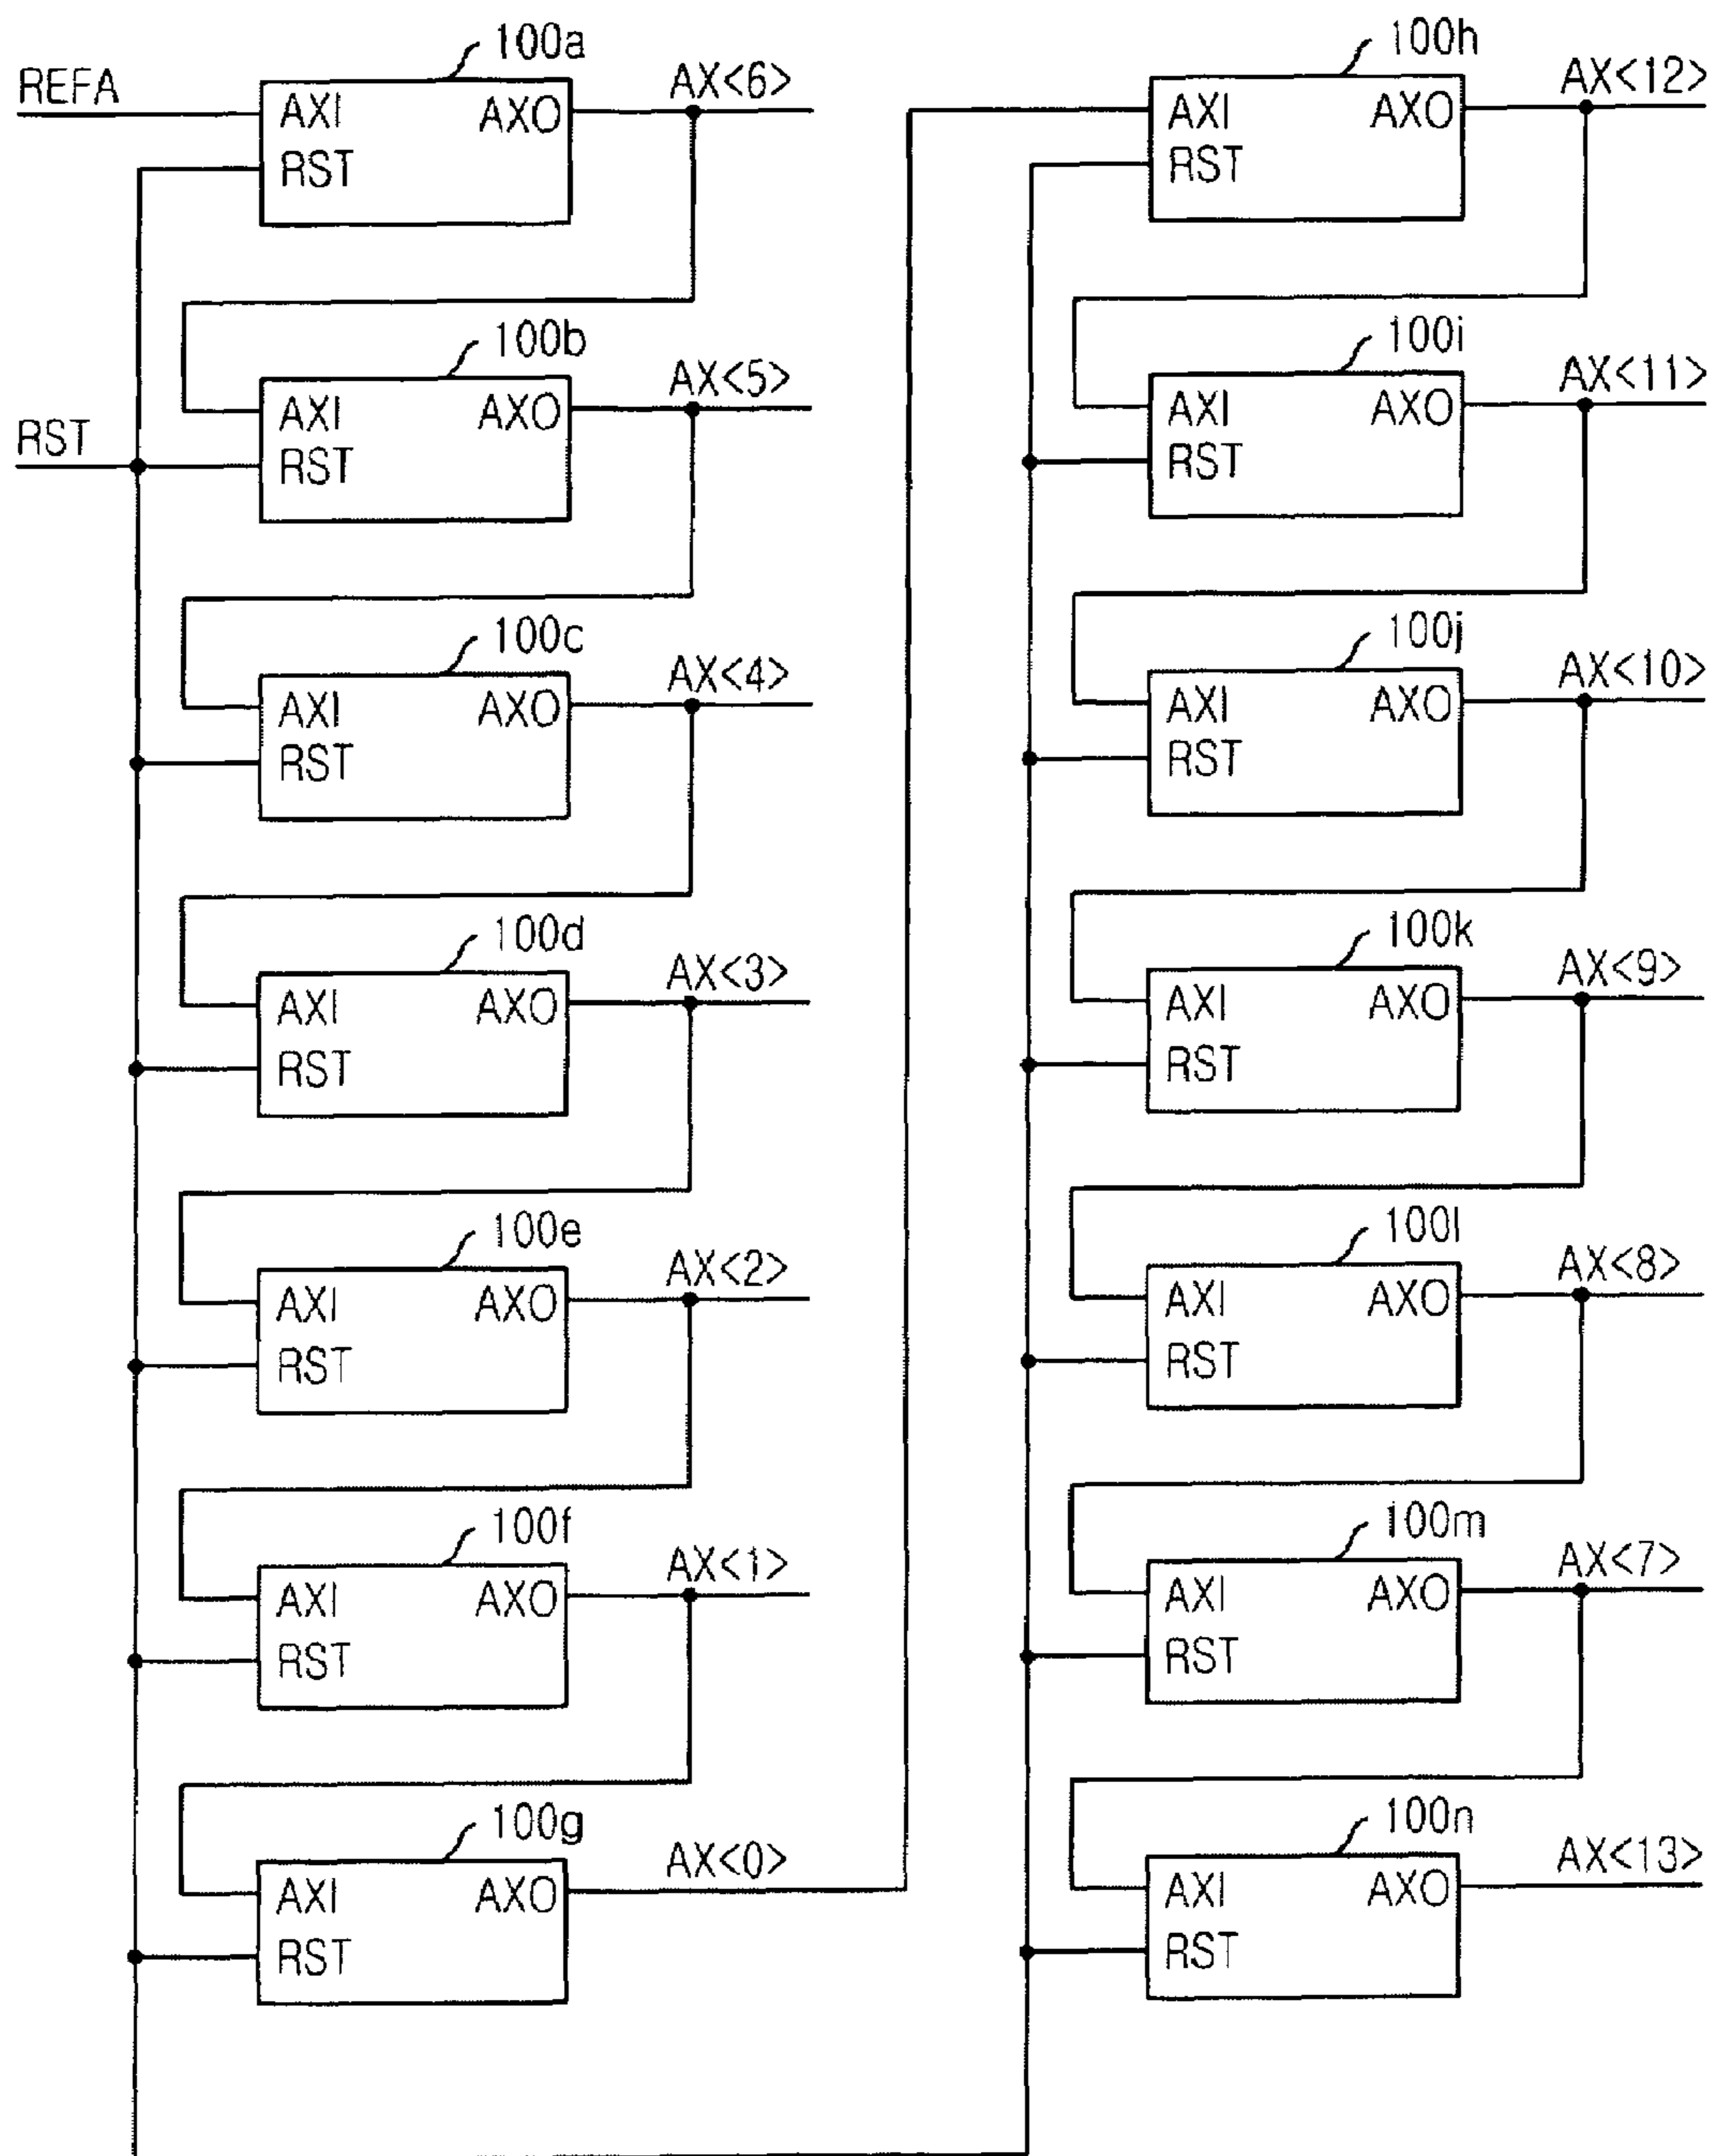 100a
REFA
AXI AXO
AX<6>
RST
100b
RST
AXI AXO
AX<5>
RST
100c
AXI AXO
AX<4>
RST
100d
AXI AXO
AX<3>
RST
100e
AXI AXO
AX<2>
RST
100f
AXI AXO
AX<1>
RST
100g
AXI AXO
AX<0>
RST
100h
AXI AXO
AX<12>
RST
100i
AXI AXO
AX<11>
RST
100j
AXI AXO
AX<10>
RST
100k
AXI AXO
AX<9>
RST
100l
AXI AXO
AX<8>
RST
100m
AXI AXO
AX<7>
RST
100n
AXI AXO
AX<13>
RST